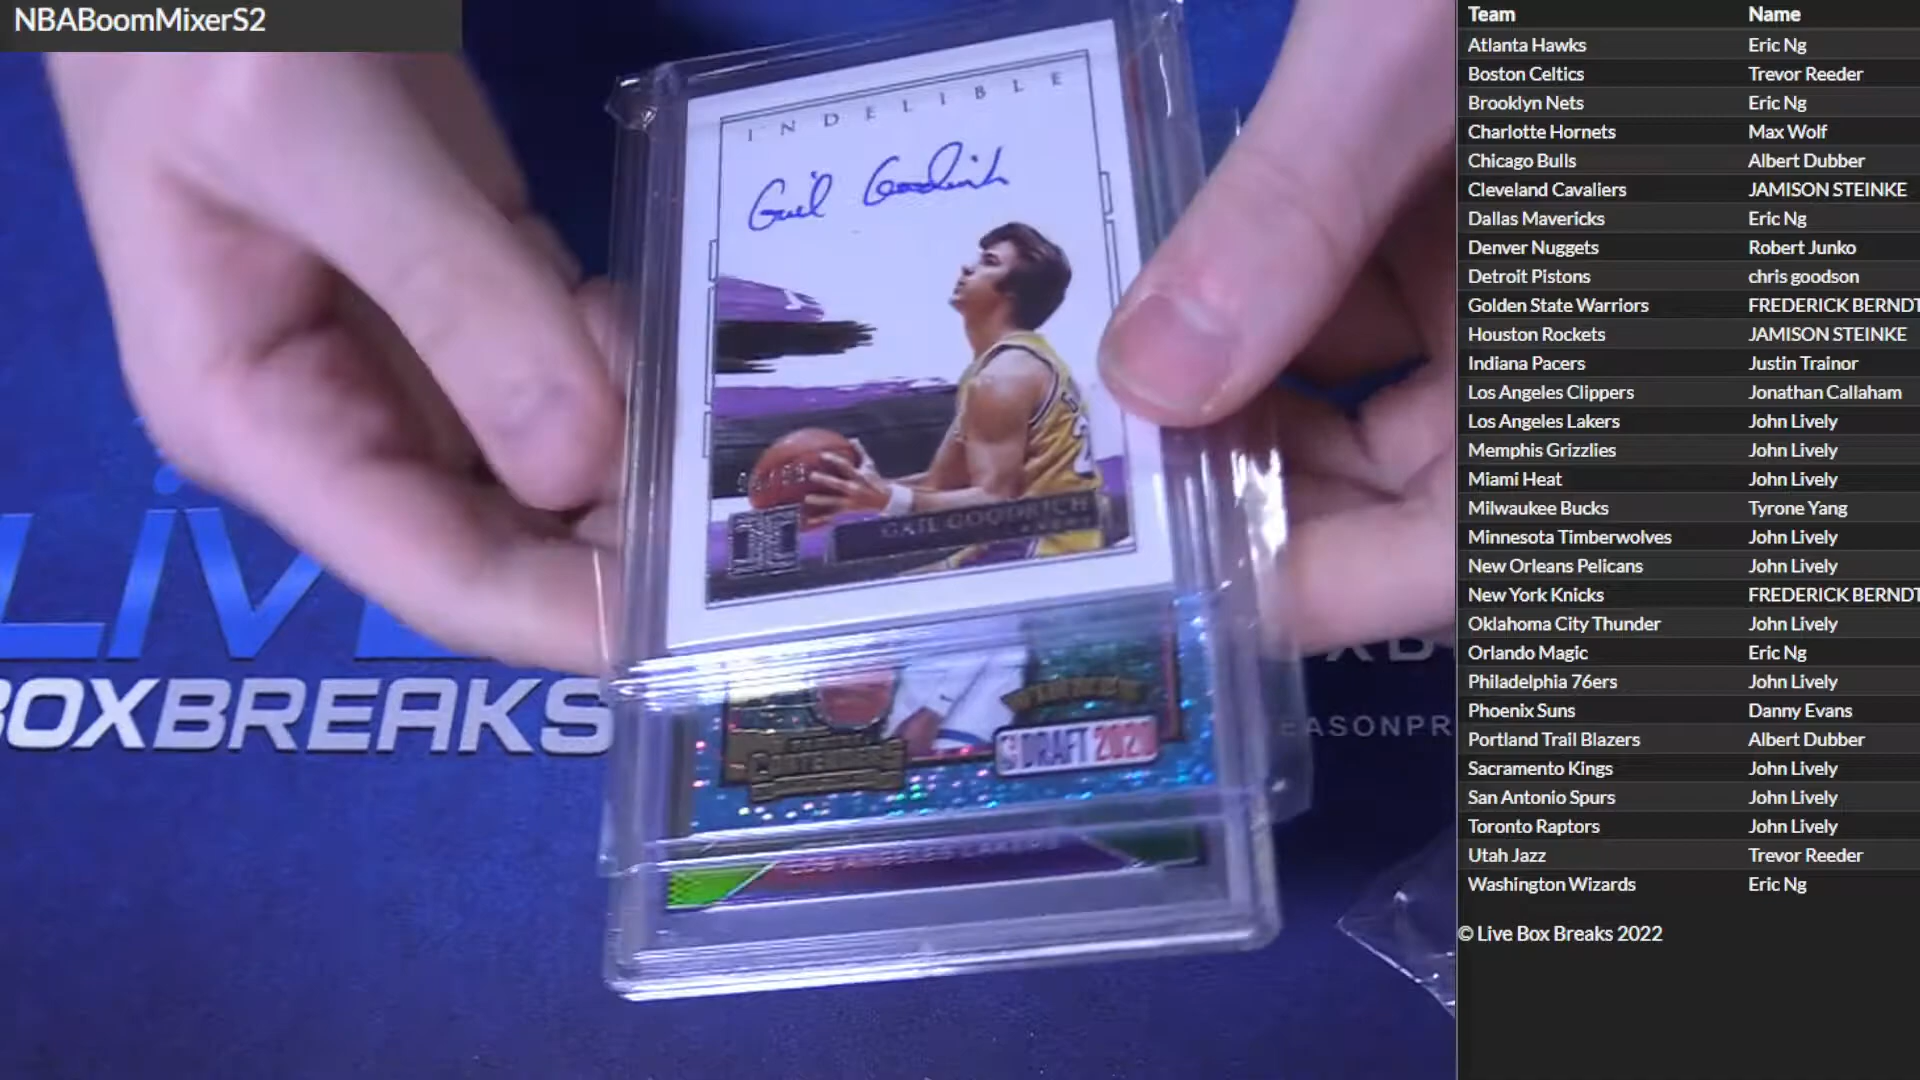 NBABoomMixerS2
INDELIBLE
Gail Goodrich
GAIL GOODRICH
DRAFT 2020
CONTENDERS
LOS ANGELES LAKERS
LIVE
BOXBREAKS
Team Name
Atlanta Hawks Eric Ng
Boston Celtics Trevor Reeder
Brooklyn Nets Eric Ng
Charlotte Hornets Max Wolf
Chicago Bulls Albert Dubber
Cleveland Cavaliers JAMISON STEINKE
Dallas Mavericks Eric Ng
Denver Nuggets Robert Junko
Detroit Pistons chris goodson
Golden State Warriors FREDERICK BERNDT
Houston Rockets JAMISON STEINKE
Indiana Pacers Justin Trainor
Los Angeles Clippers Jonathan Callaham
Los Angeles Lakers John Lively
Memphis Grizzlies John Lively
Miami Heat John Lively
Milwaukee Bucks Tyrone Yang
Minnesota Timberwolves John Lively
New Orleans Pelicans John Lively
New York Knicks FREDERICK BERNDT
Oklahoma City Thunder John Lively
Orlando Magic Eric Ng
Philadelphia 76ers John Lively
Phoenix Suns Danny Evans
Portland Trail Blazers Albert Dubber
Sacramento Kings John Lively
San Antonio Spurs John Lively
Toronto Raptors John Lively
Utah Jazz Trevor Reeder
Washington Wizards Eric Ng
© Live Box Breaks 2022